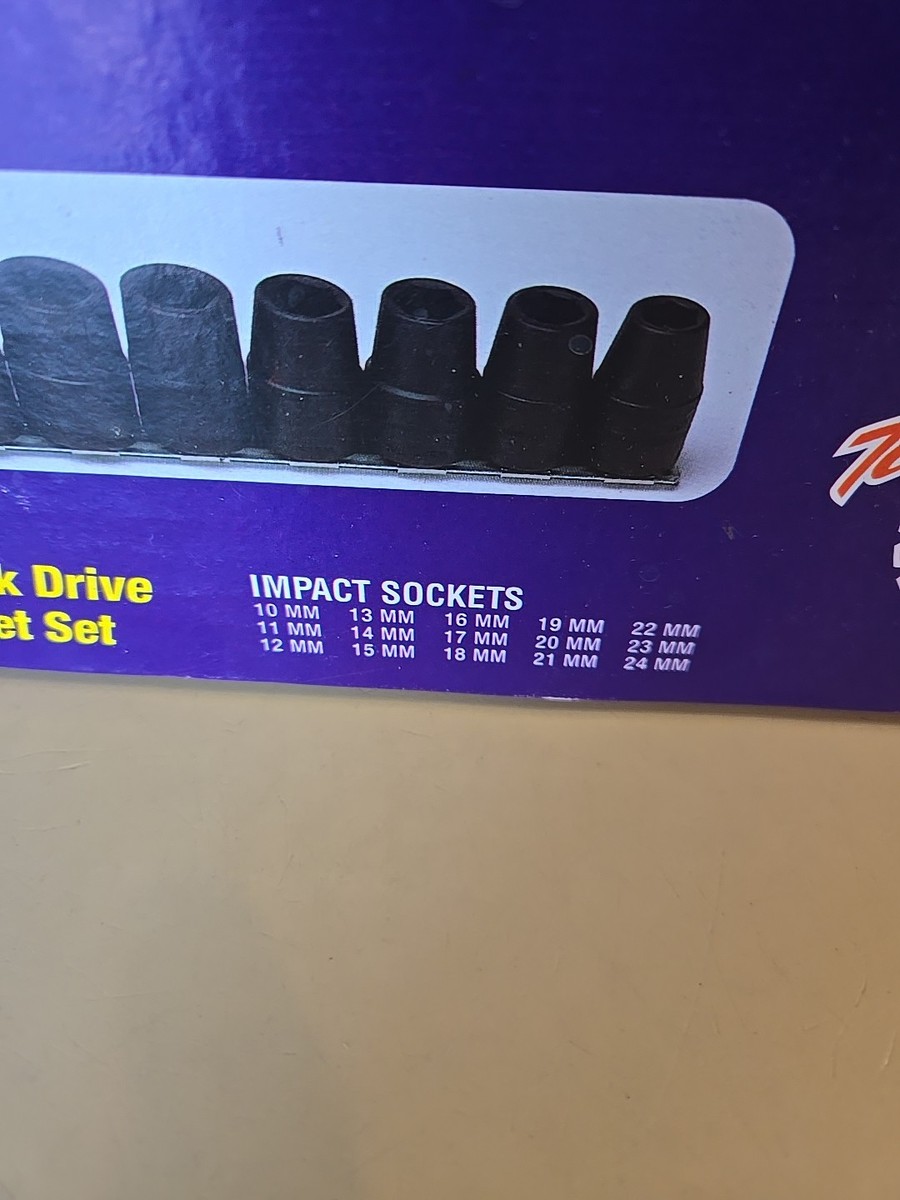 k Drive
et Set
IMPACT SOCKETS
10 MM 13 MM 16 MM 19 MM 22 MM
11 MM 14 MM 17 MM 20 MM 23 MM
12 MM 15 MM 18 MM 21 MM 24 MM